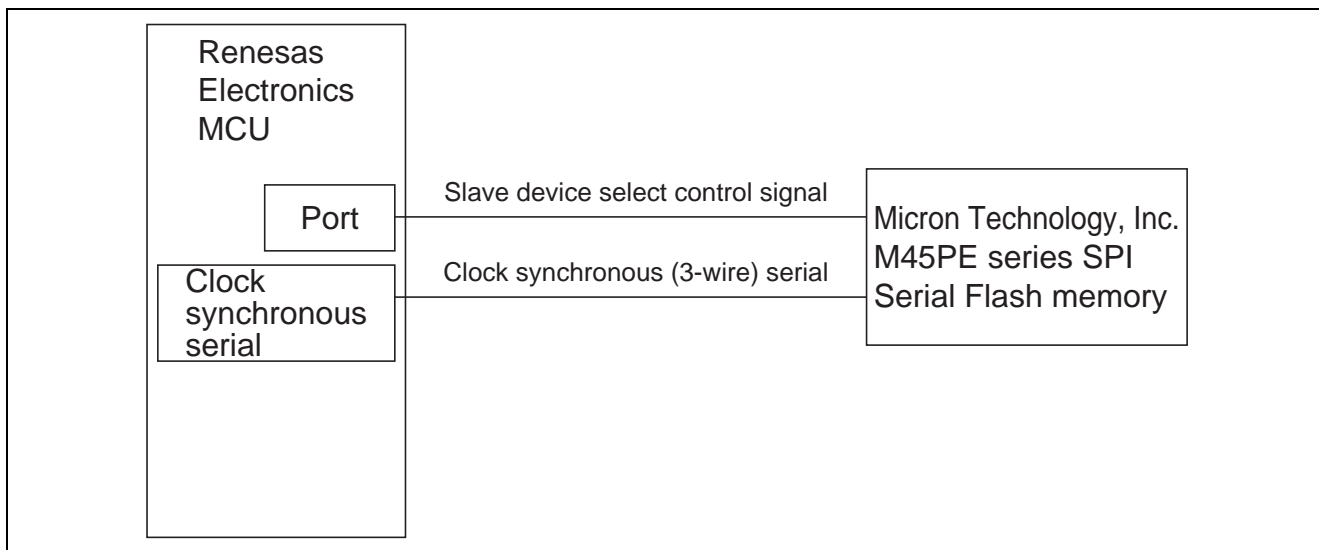 Renesas
Electronics
MCU
Port
Slave device select control signal
Clock
synchronous
serial
Clock synchronous (3-wire) serial
Micron Technology, Inc.
M45PE series SPI
Serial Flash memory